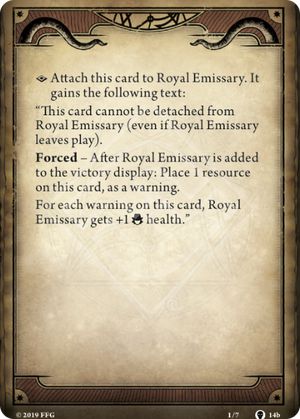 Attach this card to Royal Emissary. It
gains the following text:
“This card cannot be detached from
Royal Emissary (even if Royal Emissary
leaves play).
Forced – After Royal Emissary is added
to the victory display: Place 1 resource
on this card, as a warning.
For each warning on this card, Royal
Emissary gets +1 health.”
© 2019 FFG 1/7 14b